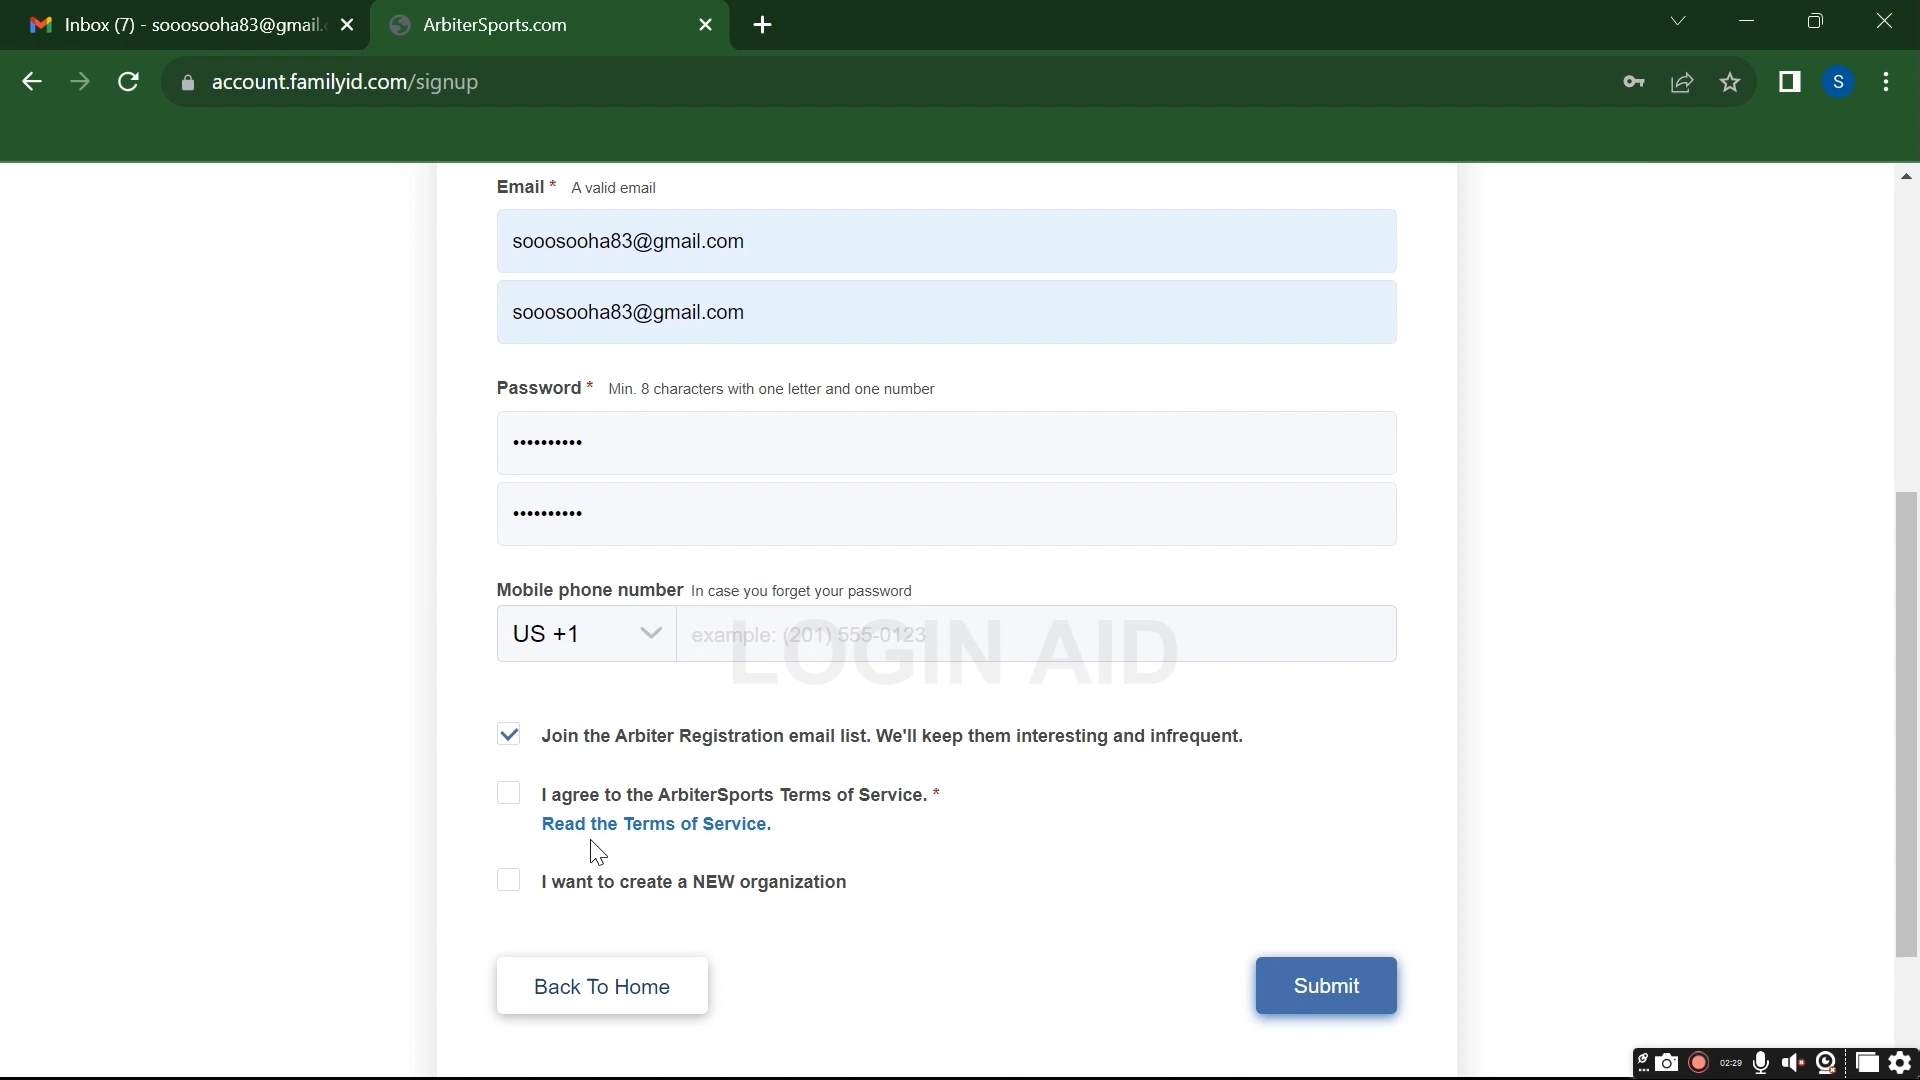 Inbox (7) - sooosooha83@gmail.
ArbiterSports.com
account.familyid.com/signup
S
Email * A valid email
sooosooha83@gmail.com
sooosooha83@gmail.com
Password * Min. 8 characters with one letter and one number
••••••••••
••••••••••
Mobile phone number In case you forget your password
US +1 example: (201) 555-0123
LOGIN AID
Join the Arbiter Registration email list. We'll keep them interesting and infrequent.
I agree to the ArbiterSports Terms of Service. *
Read the Terms of Service.
I want to create a NEW organization
Back To Home
Submit
02:29